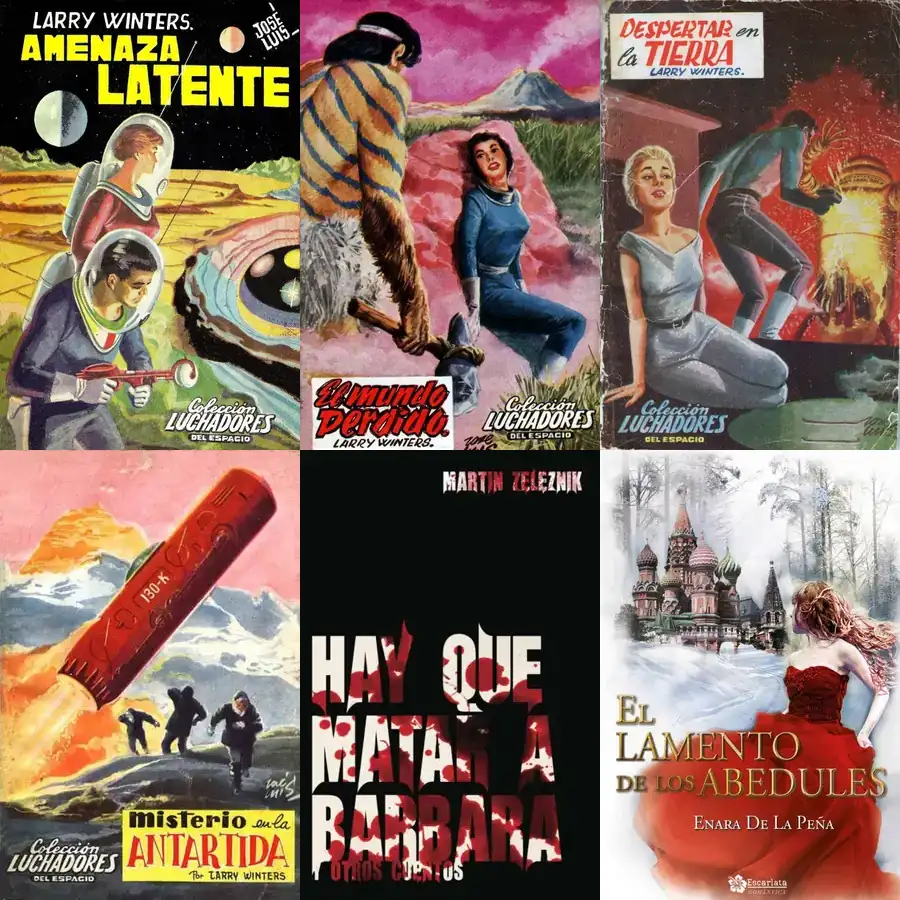 LARRY WINTERS.
AMENAZA
LATENTE
JOSE
LUIS
Colección
LUCHADORES
DEL ESPACIO
El mundo
Perdido.
LARRY WINTERS.
Colección
LUCHADORES
DEL ESPACIO
DESPERTAR en
la TIERRA
LARRY WINTERS.
Colección
LUCHADORES
DEL ESPACIO
130-K
Misterio en la
ANTARTIDA
Por LARRY WINTERS
Colección
LUCHADORES
DEL ESPACIO
MARTIN ZELEZNIK
HAY QUE
MATAR A
BARBARA
Y OTROS CUENTOS
EL
LAMENTO
DE LOS ABEDULES
ENARA DE LA PEÑA
Escarlata
ROMÁNTICA